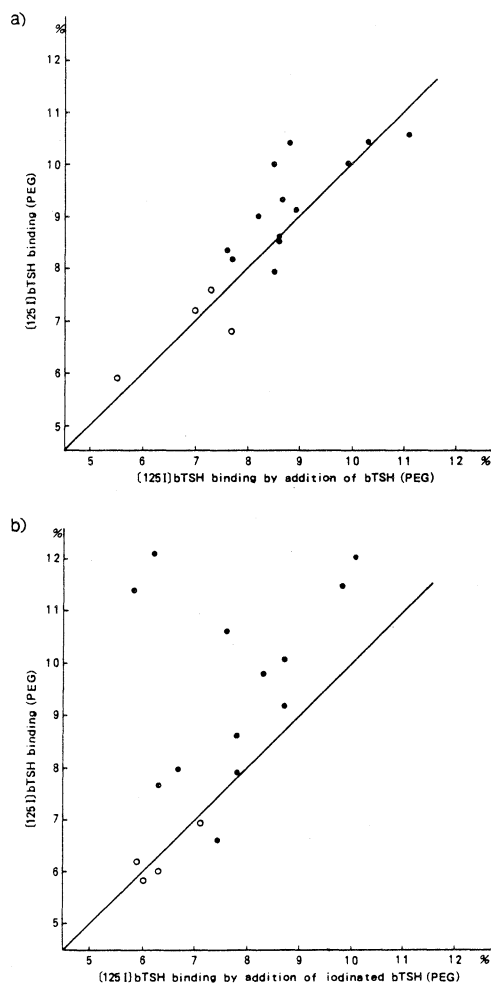 a)
%
12
11
10
9
8
7
6
5
[125I]bTSH binding (PEG)
5 6 7 8 9 10 11 12 %
[125I]bTSH binding by addition of bTSH (PEG)
b)
%
12
11
10
9
8
7
6
5
[125I]bTSH binding (PEG)
5 6 7 8 9 10 11 12 %
[125I]bTSH binding by addition of iodinated bTSH (PEG)